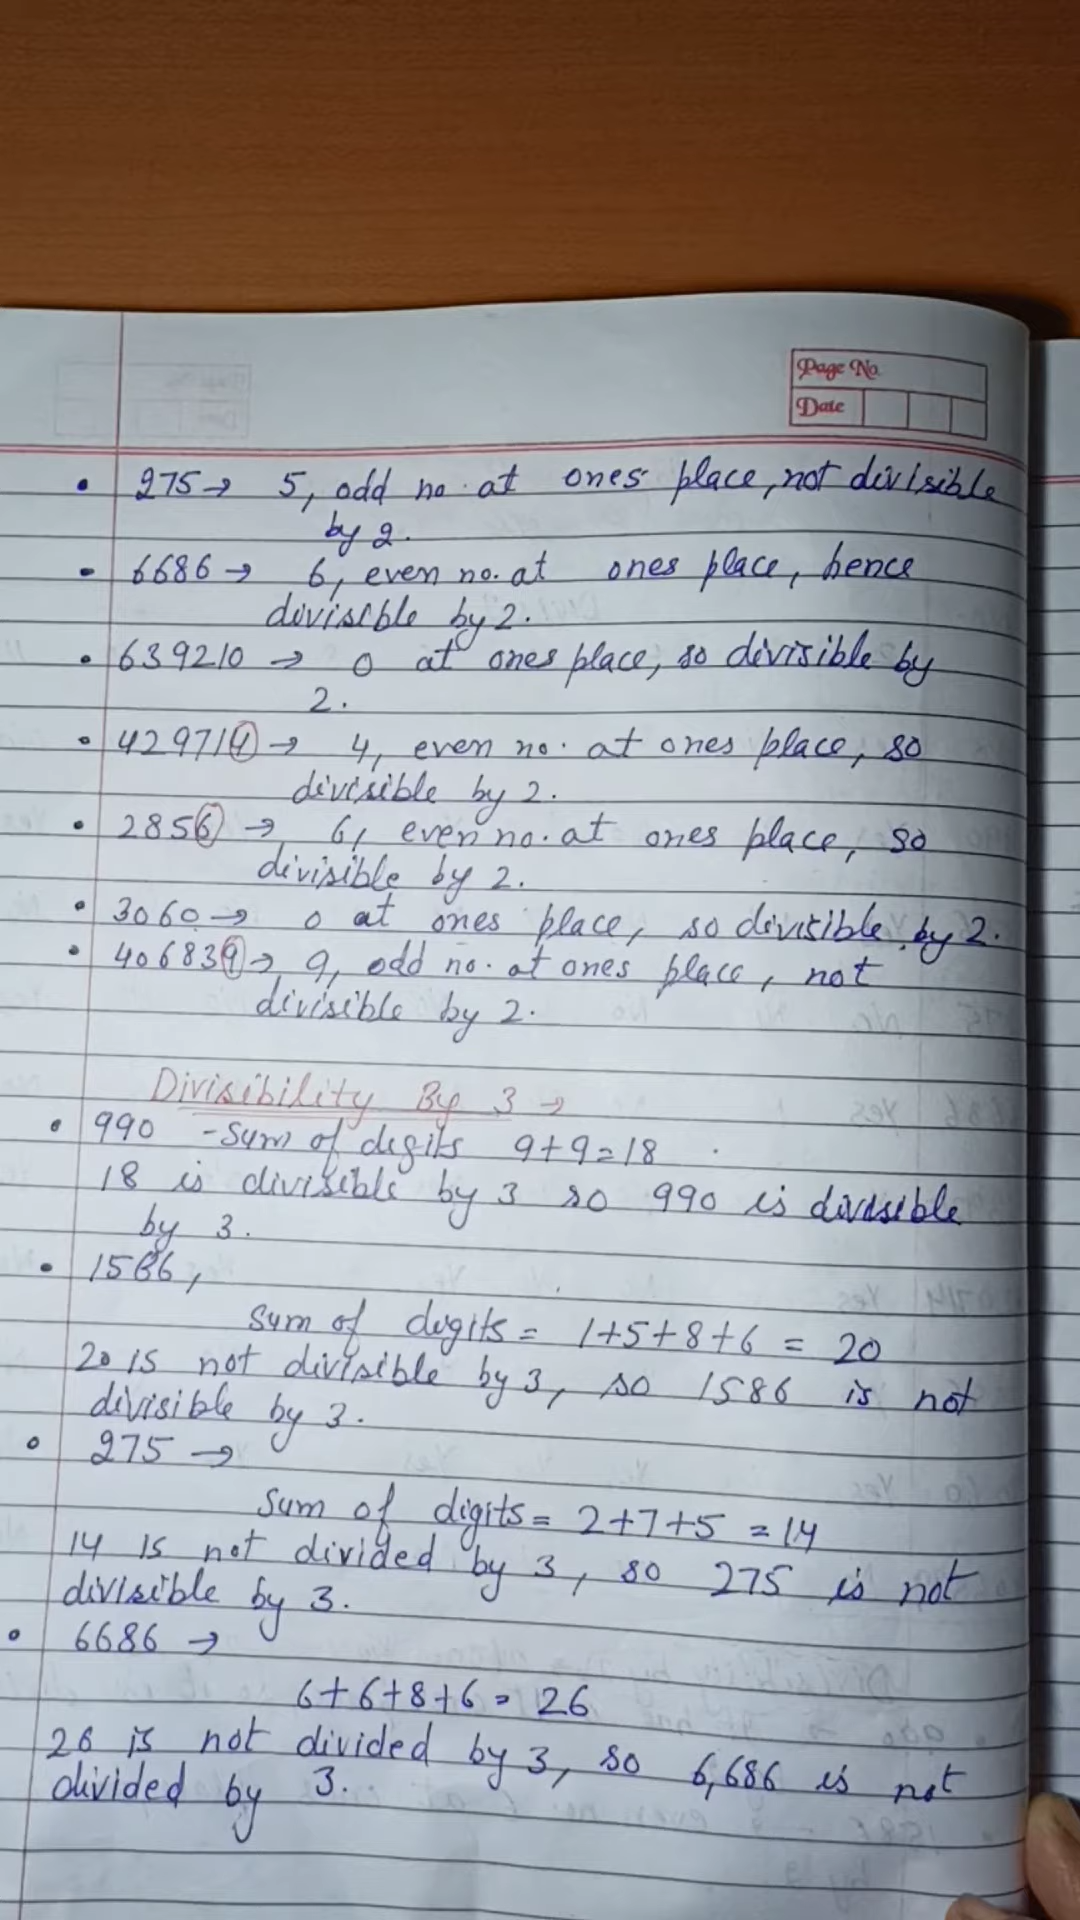 Page No.
Date
• 275→ 5, odd no. at ones place, not divisible
by 2.
• 6686 → 6, even no. at ones place, hence
divisible by 2.
• 639210 → 0 at ones place, so divisible by
2.
• 429714 → 4, even no. at ones place, so
divisible by 2.
• 2856 → 6, even no. at ones place, so
divisible by 2.
• 3060 → 0 at ones place, so divisible by 2.
• 406839 → 9, odd no. at ones place, not
divisible by 2.
Divisibility By 3 →
• 990 - Sum of digits 9+9=18
18 is divisible by 3 so 990 is divisible
by 3.
• 1586,
Sum of digits = 1+5+8+6 = 20
20 is not divisible by 3, so 1586 is not
divisible by 3.
• 275 →
Sum of digits = 2+7+5 = 14
14 is not divided by 3, so 275 is not
divisible by 3.
• 6686 →
6+6+8+6 = 26
26 is not divided by 3, so 6,686 is not
divided by 3.